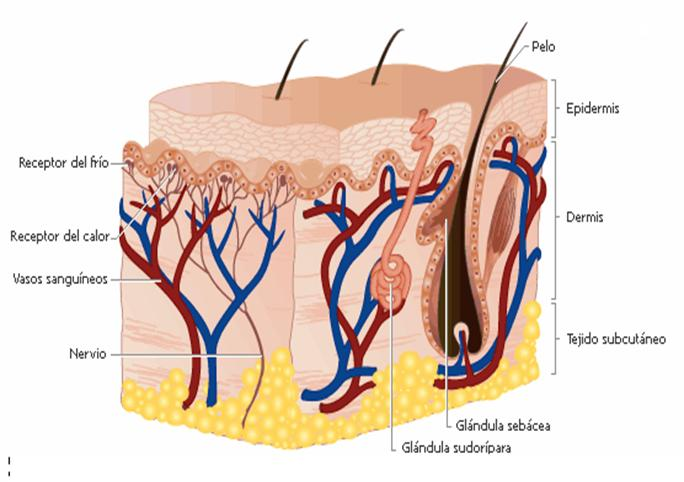 Pelo
Epidermis
Receptor del frío
Dermis
Receptor del calor
Vasos sanguíneos
Tejido subcutáneo
Nervio
Glándula sebácea
Glándula sudorípara